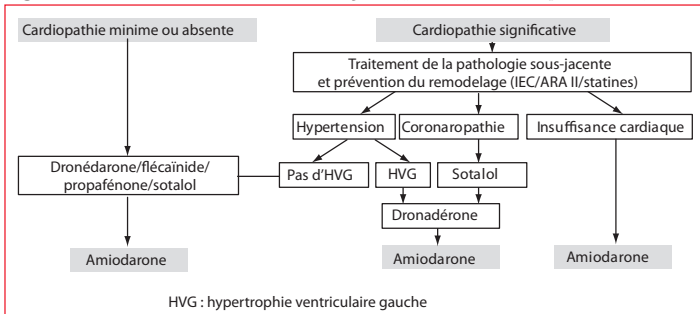 Cardiopathie minime ou absente
Cardiopathie significative
Traitement de la pathologie sous-jacente
et prévention du remodelage (IEC/ARA II/statines)
Hypertension
Coronaropathie
Insuffisance cardiaque
Dronédarone/flécaïnide/
propafénone/sotalol
Pas d'HVG
HVG
Sotalol
Dronadérone
Amiodarone
Amiodarone
Amiodarone
HVG : hypertrophie ventriculaire gauche